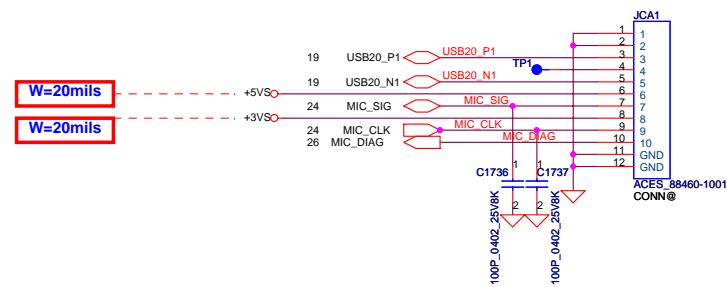 JCA1
1 1
2 2
19 USB20_P1 USB20_P1 3 3
TP1 4 4
19 USB20_N1 USB20_N1 5 5
W=20mils +5VS 6 6
24 MIC_SIG MIC_SIG 7 7
W=20mils +3VS 8 8
24 MIC_CLK MIC_CLK 9 9
26 MIC_DIAG MIC_DIAG 10 10
11 GND
12 GND
C1736 1 1 C1737
2 2
ACES_88460-1001
CONN@
100P_0402_25V8K
100P_0402_25V8K